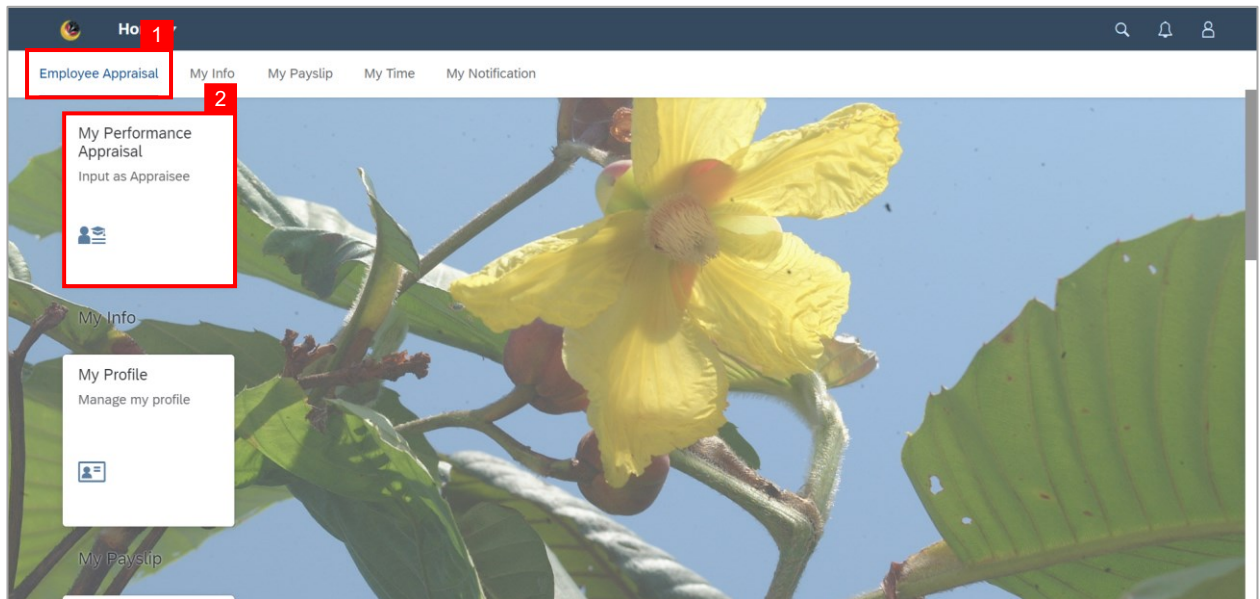 1
Employee Appraisal My Info My Payslip My Time My Notification
2
My Performance
Appraisal
Input as Appraisee
My Info
My Profile
Manage my profile
My Payslip